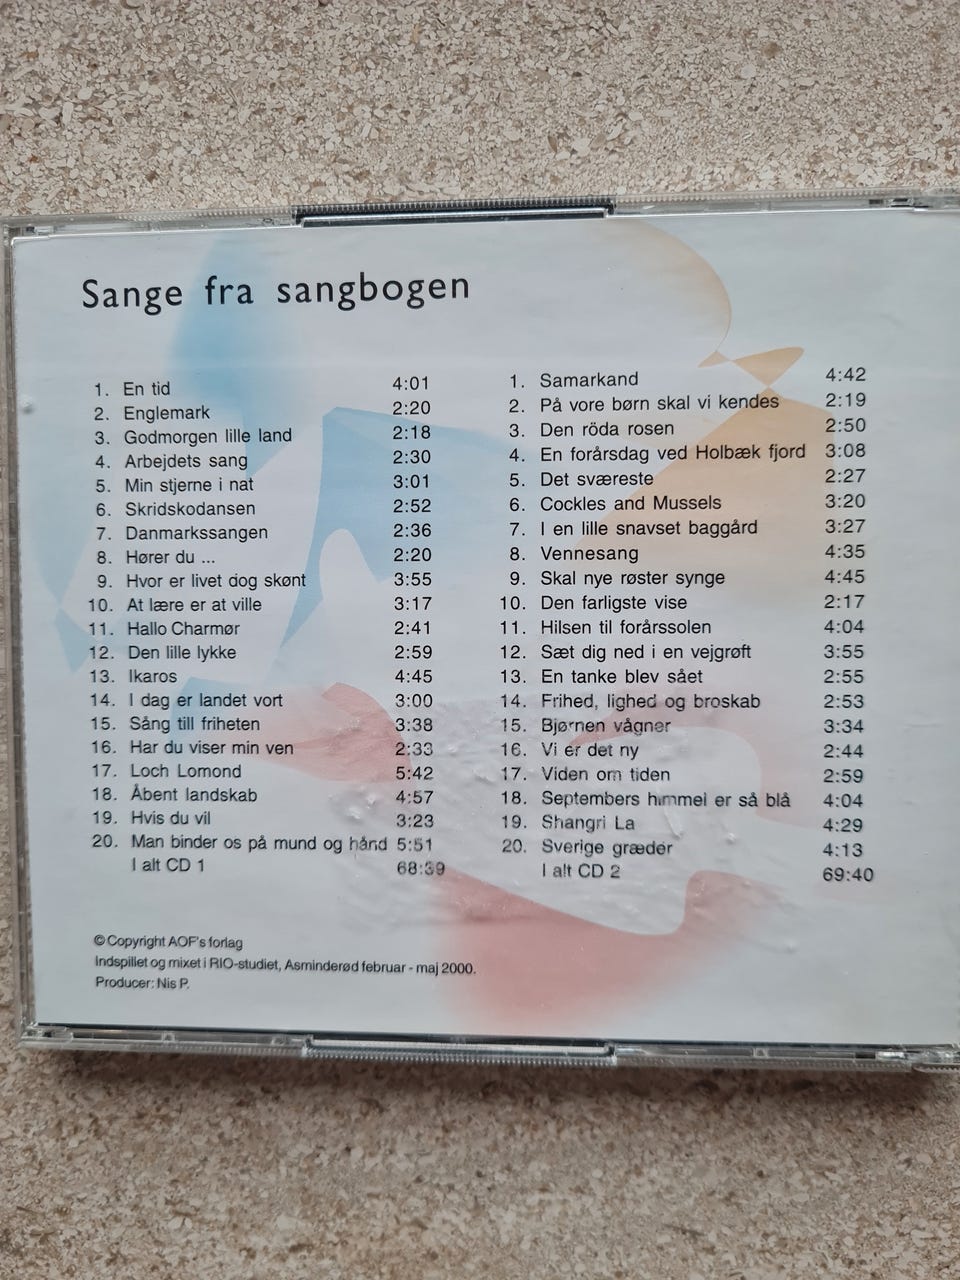 Sange fra sangbogen
1. En tid 4:01
2. Englemark 2:20
3. Godmorgen lille land 2:18
4. Arbejdets sang 2:30
5. Min stjerne i nat 3:01
6. Skridskodansen 2:52
7. Danmarkssangen 2:36
8. Hører du ... 2:20
9. Hvor er livet dog skønt 3:55
10. At lære er at ville 3:17
11. Hallo Charmør 2:41
12. Den lille lykke 2:59
13. Ikaros 4:45
14. I dag er landet vort 3:00
15. Sång till friheten 3:38
16. Har du viser min ven 2:33
17. Loch Lomond 5:42
18. Åbent landskab 4:57
19. Hvis du vil 3:23
20. Man binder os på mund og hånd 5:51
I alt CD 1 68:39
1. Samarkand 4:42
2. På vore børn skal vi kendes 2:19
3. Den röda rosen 2:50
4. En forårsdag ved Holbæk fjord 3:08
5. Det sværeste 2:27
6. Cockles and Mussels 3:20
7. I en lille snavset baggård 3:27
8. Vennesang 4:35
9. Skal nye røster synge 4:45
10. Den farligste vise 2:17
11. Hilsen til forårssolen 4:04
12. Sæt dig ned i en vejgrøft 3:55
13. En tanke blev sået 2:55
14. Frihed, lighed og broskab 2:53
15. Bjørnen vågner 3:34
16. Vi er det ny 2:44
17. Viden om tiden 2:59
18. Septembers himmel er så blå 4:04
19. Shangri La 4:29
20. Sverige græder 4:13
I alt CD 2 69:40
© Copyright AOF's forlag
Indspillet og mixet i RIO-studiet, Asminderød februar - maj 2000.
Producer: Nis P.